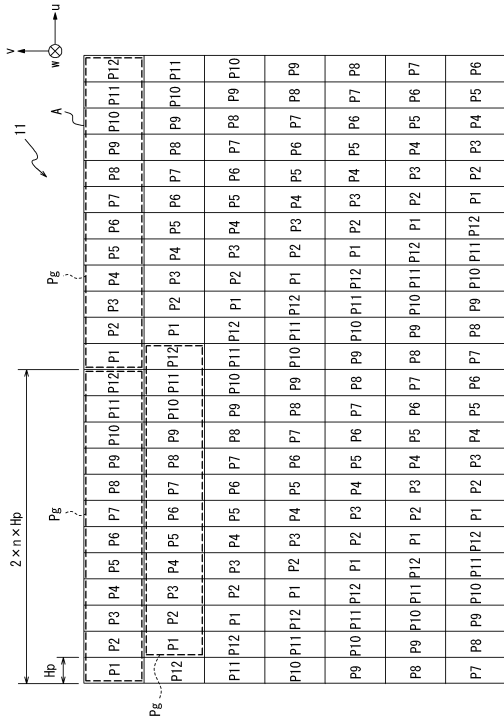 v
2×n×Hp
11
w
u
Hp
Pg
Pg
A
P1 P2 P3 P4 P5 P6 P7 P8 P9 P10 P11 P12 P1 P2 P3 P4 P5 P6 P7 P8 P9 P10 P11 P12
P12 P1 P2 P3 P4 P5 P6 P7 P8 P9 P10 P11 P12 P1 P2 P3 P4 P5 P6 P7 P8 P9 P10 P11
Pg
P11 P12 P1 P2 P3 P4 P5 P6 P7 P8 P9 P10 P11 P12 P1 P2 P3 P4 P5 P6 P7 P8 P9 P10
P10 P11 P12 P1 P2 P3 P4 P5 P6 P7 P8 P9 P10 P11 P12 P1 P2 P3 P4 P5 P6 P7 P8 P9
P9 P10 P11 P12 P1 P2 P3 P4 P5 P6 P7 P8 P9 P10 P11 P12 P1 P2 P3 P4 P5 P6 P7 P8
P8 P9 P10 P11 P12 P1 P2 P3 P4 P5 P6 P7 P8 P9 P10 P11 P12 P1 P2 P3 P4 P5 P6 P7
P7 P8 P9 P10 P11 P12 P1 P2 P3 P4 P5 P6 P7 P8 P9 P10 P11 P12 P1 P2 P3 P4 P5 P6